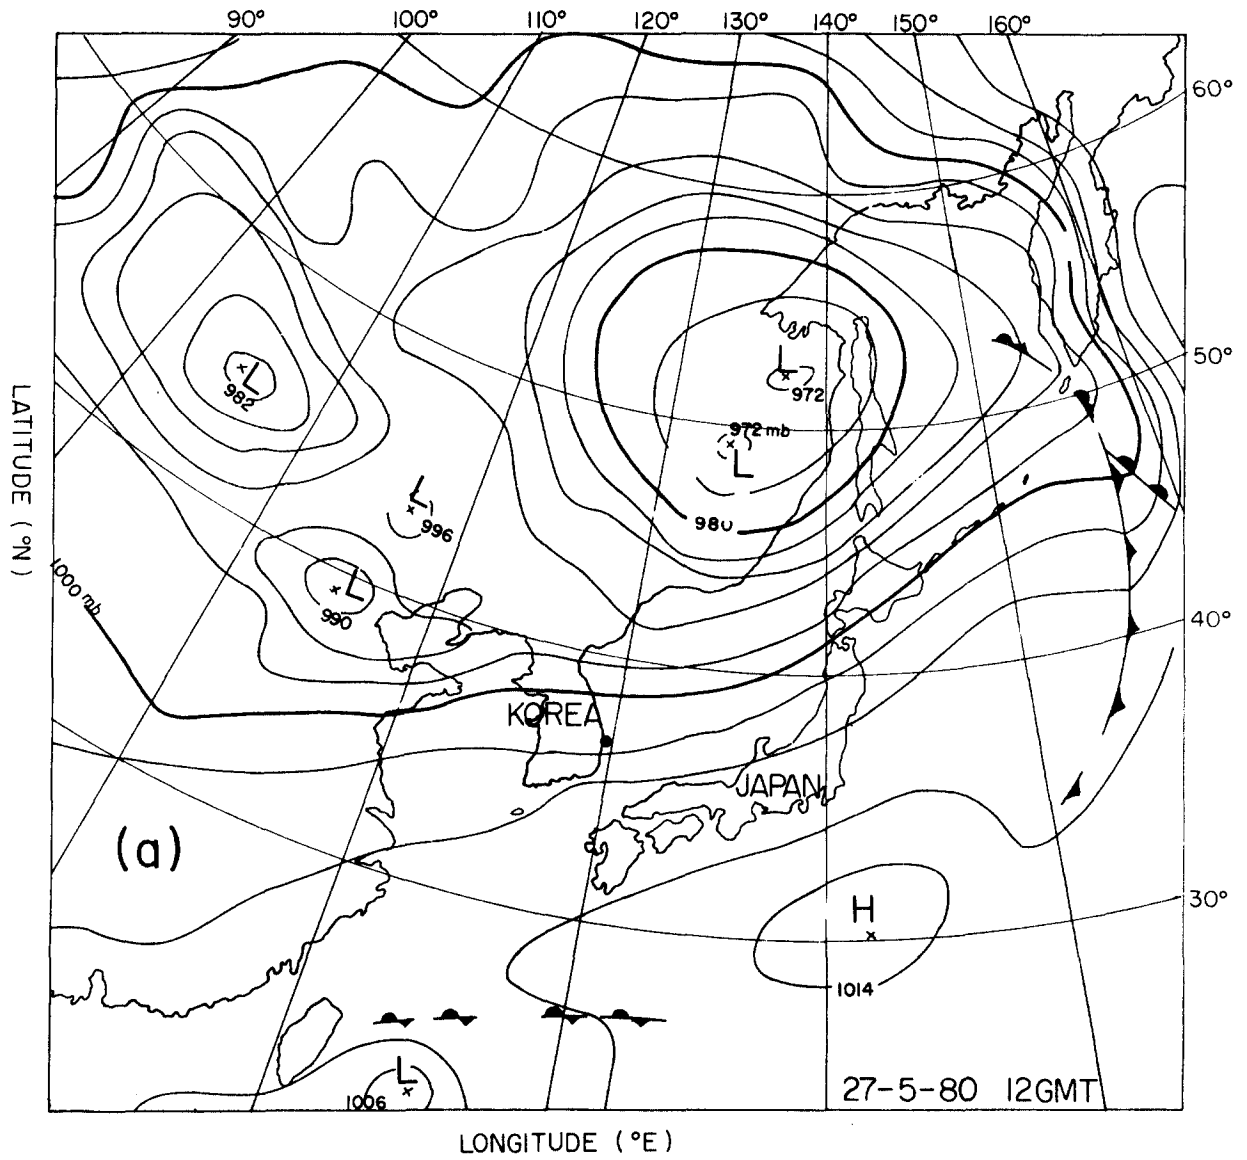 90° 100° 110° 120° 130° 140° 150° 160°
60°
50°
L
972
L
982
972 mb
L
L
996
980
LATITUDE (°N)
1000 mb
L
990
40°
KOREA
JAPAN
(a)
30°
H
1014
L
1006
27-5-80 12GMT
LONGITUDE (°E)